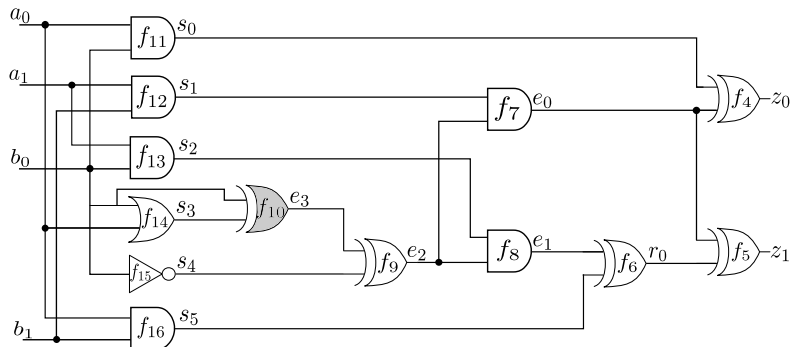 a0 f11 s0
a1 f12 s1 f7 e0 f4 z0
b0 f13 s2
f14 s3 f10 e3
f15 s4 f9 e2 f8 e1 f6 r0 f5 z1
b1 f16 s5